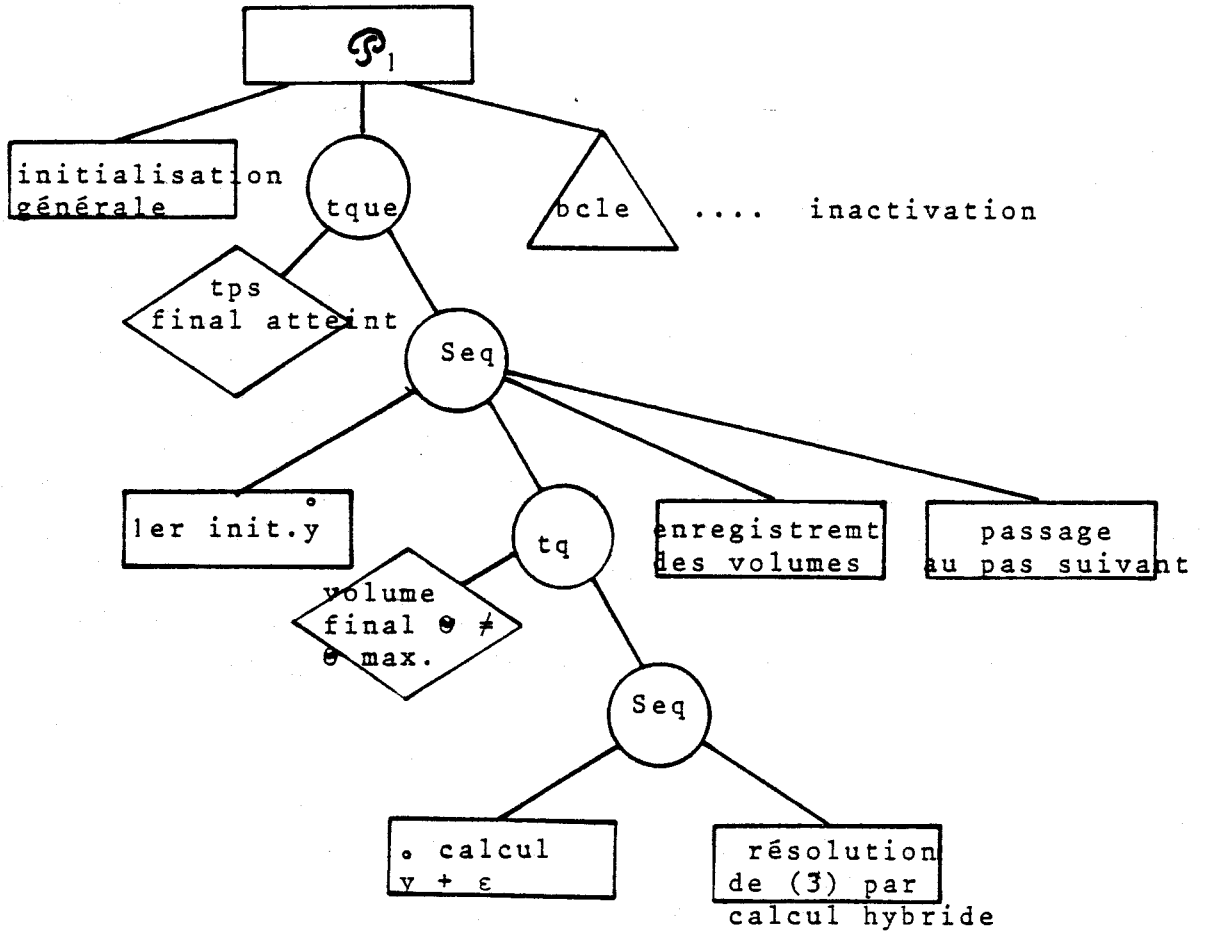 𝒫₁
initialisation
générale
tque
bcle .... inactivation
tps
final atteint
Seq
1er init.ẙ
tq
enregistremt
des volumes
passage
au pas suivant
volume
final θ ≠
θ max.
Seq
° calcul
y + ε
résolution
de (3) par
calcul hybride